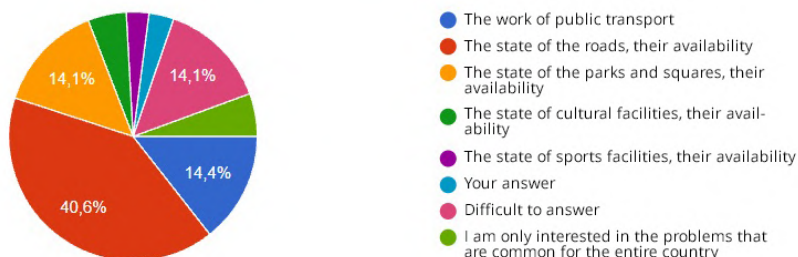 14,1%
14,1%
14,4%
40,6%
The work of public transport
The state of the roads, their availability
The state of the parks and squares, their
availability
The state of cultural facilities, their avail-
ability
The state of sports facilities, their availability
Your answer
Difficult to answer
I am only interested in the problems that
are common for the entire country